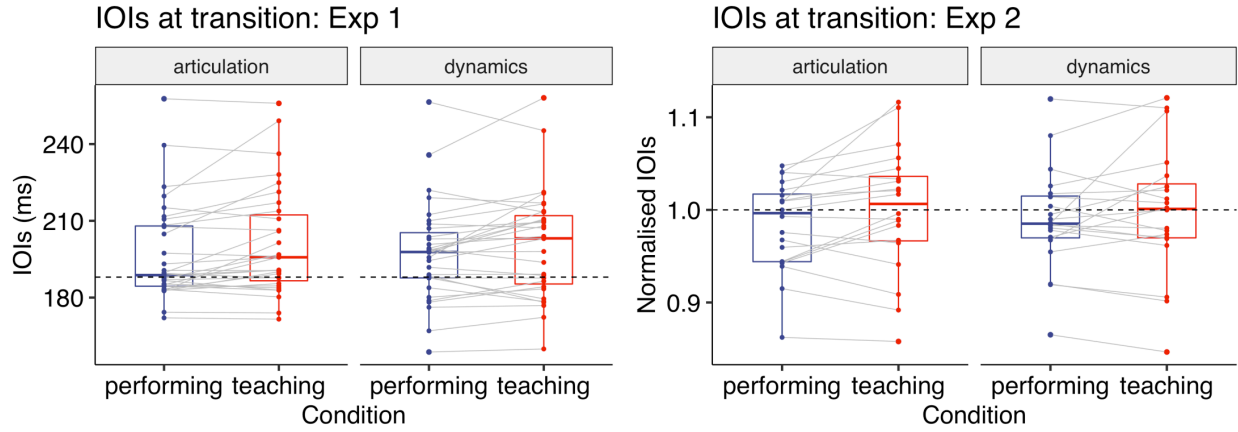 IOIs at transition: Exp 1
articulation
dynamics
IOIs (ms)
240
210
180
performing
teaching
performing
teaching
Condition
IOIs at transition: Exp 2
articulation
dynamics
Normalised IOIs
1.1
1.0
0.9
performing
teaching
performing
teaching
Condition